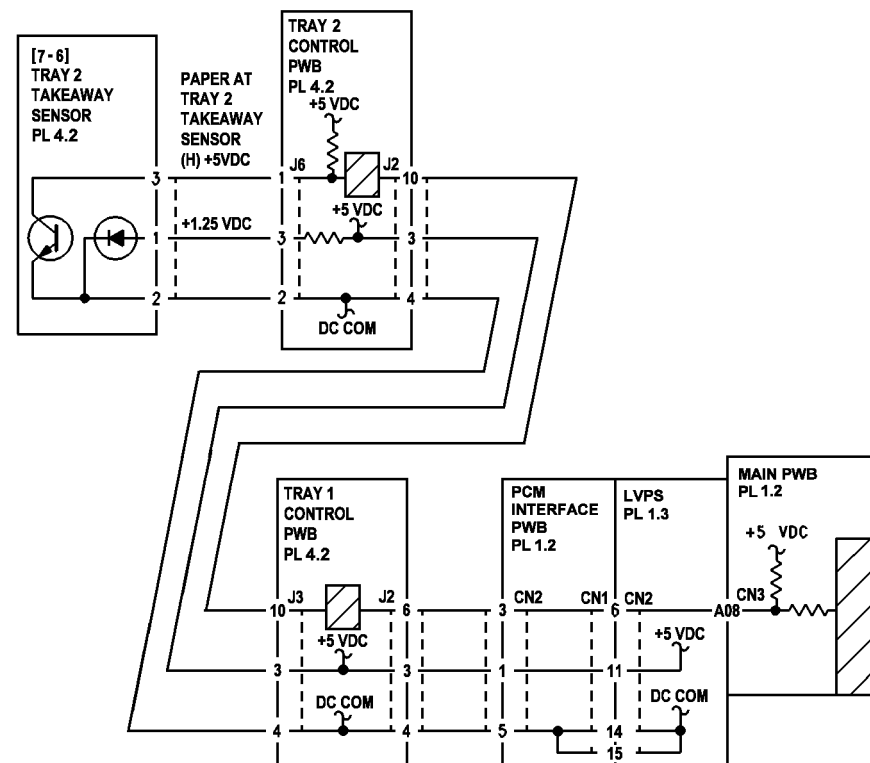 [7-6]
TRAY 2
TAKEAWAY
SENSOR
PL 4.2
3
1
2
PAPER AT
TRAY 2
TAKEAWAY
SENSOR
(H) +5VDC
+1.25 VDC
TRAY 2
CONTROL
PWB
PL 4.2
+5 VDC
1 J6 J2 10
+5 VDC
3 3
2 4
DC COM
TRAY 1
CONTROL
PWB
PL 4.2
10 J3 J2 6
+5 VDC
3 3
DC COM
4 4
PCM
INTERFACE
PWB
PL 1.2
3 CN2 CN1 6 CN2
1 11
5 14
15
LVPS
PL 1.3
+5 VDC
DC COM
MAIN PWB
PL 1.2
+5 VDC
A08 CN3